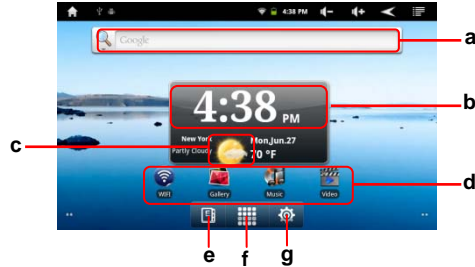 4:38 PM
Google
a
4:38 PM
b
New York
Mon,Jun.27
c
Partly Cloudy
70 °F
WIFI
Gallery
Music
Video
d
e
f
g